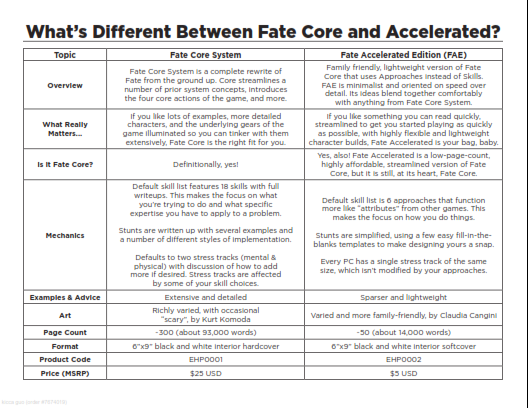 What's Different Between Fate Core and Accelerated?
Topic
Fate Core System
Fate Accelerated Edition (FAE)
Overview
Fate Core System is a complete rewrite of
Fate from the ground up. Core streamlines a
number of prior system concepts, introduces
the four core actions of the game, and more.
Family friendly, lightweight version of Fate
Core that uses Approaches instead of Skills.
FAE is minimalist and oriented on speed over
detail. Its ideas blend together comfortably
with anything from Fate Core System.
What Really
Matters...
If you like lots of examples, more detailed
characters, and the underlying gears of the
game illuminated so you can tinker with them
extensively, Fate Core is the right fit for you.
If you like something you can read quickly,
streamlined to get you started playing as quickly
as possible, with highly flexible and lightweight
character builds, Fate Accelerated is your bag, baby.
Is it Fate Core?
Definitionally, yes!
Yes, also! Fate Accelerated is a low-page-count,
highly affordable, streamlined version of Fate
Core, but it is still, at its heart, Fate Core.
Mechanics
Default skill list features 18 skills with full
writeups. This makes the focus on what
you're trying to do and what specific
expertise you have to apply to a problem.
Stunts are written up with several examples and
a number of different styles of implementation.
Defaults to two stress tracks (mental &
physical) with discussion of how to add
more if desired. Stress tracks are affected
by some of your skill choices.
Default skill list is 6 approaches that function
more like "attributes" from other games. This
makes the focus on how you do things.
Stunts are simplified, using a few easy fill-in-the-
blanks templates to make designing yours a snap.
Every PC has a single stress track of the same
size, which isn't modified by your approaches.
Examples & Advice
Extensive and detailed
Sparser and lightweight
Art
Richly varied, with occasional
"scary", by Kurt Komoda
Varied and more family-friendly, by Claudia Cangini
Page Count
~300 (about 93,000 words)
~50 (about 14,000 words)
Format
6"x9" black and white interior hardcover
6"x9" black and white interior softcover
Product Code
EHP0001
EHP0002
Price (MSRP)
$25 USD
$5 USD